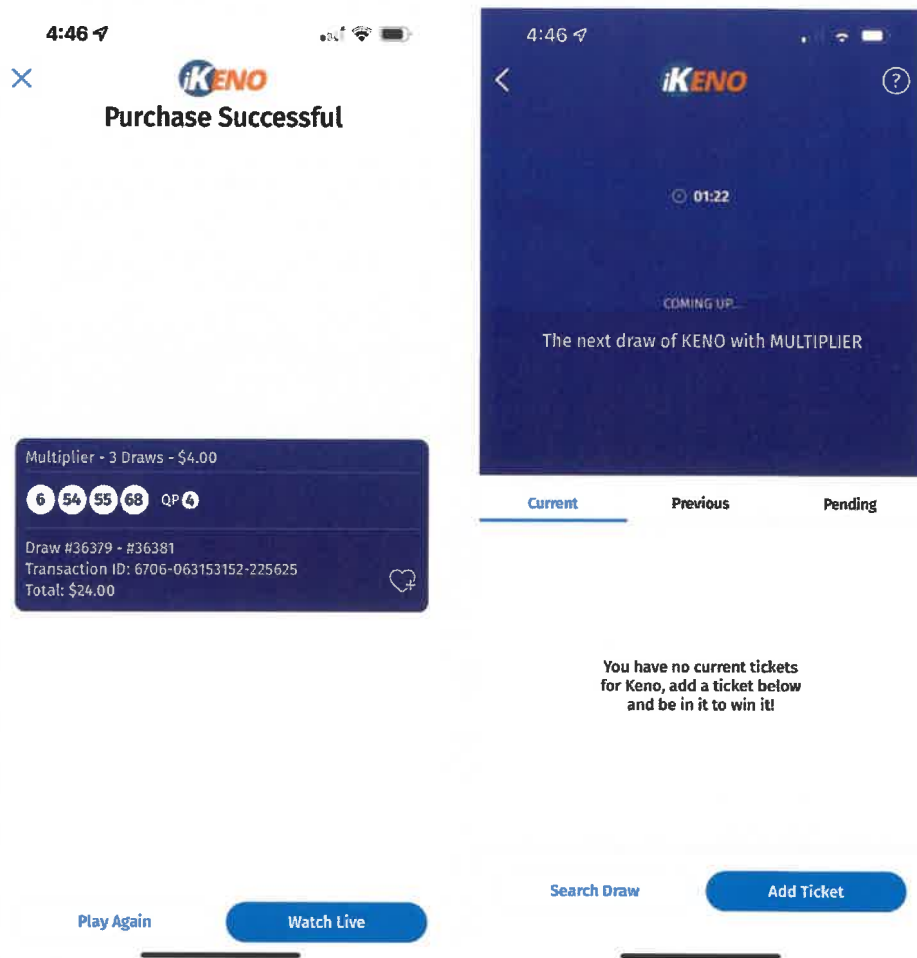 4:46
iKENO
Purchase Successful
Multiplier - 3 Draws - $4.00
6 54 55 68 QP 4
Draw #36379 - #36381
Transaction ID: 6706-063153152-225625
Total: $24.00
Play Again
Watch Live
4:46
iKENO
?
01:22
COMING UP...
The next draw of KENO with MULTIPLIER
Current
Previous
Pending
You have no current tickets
for Keno, add a ticket below
and be in it to win it!
Search Draw
Add Ticket